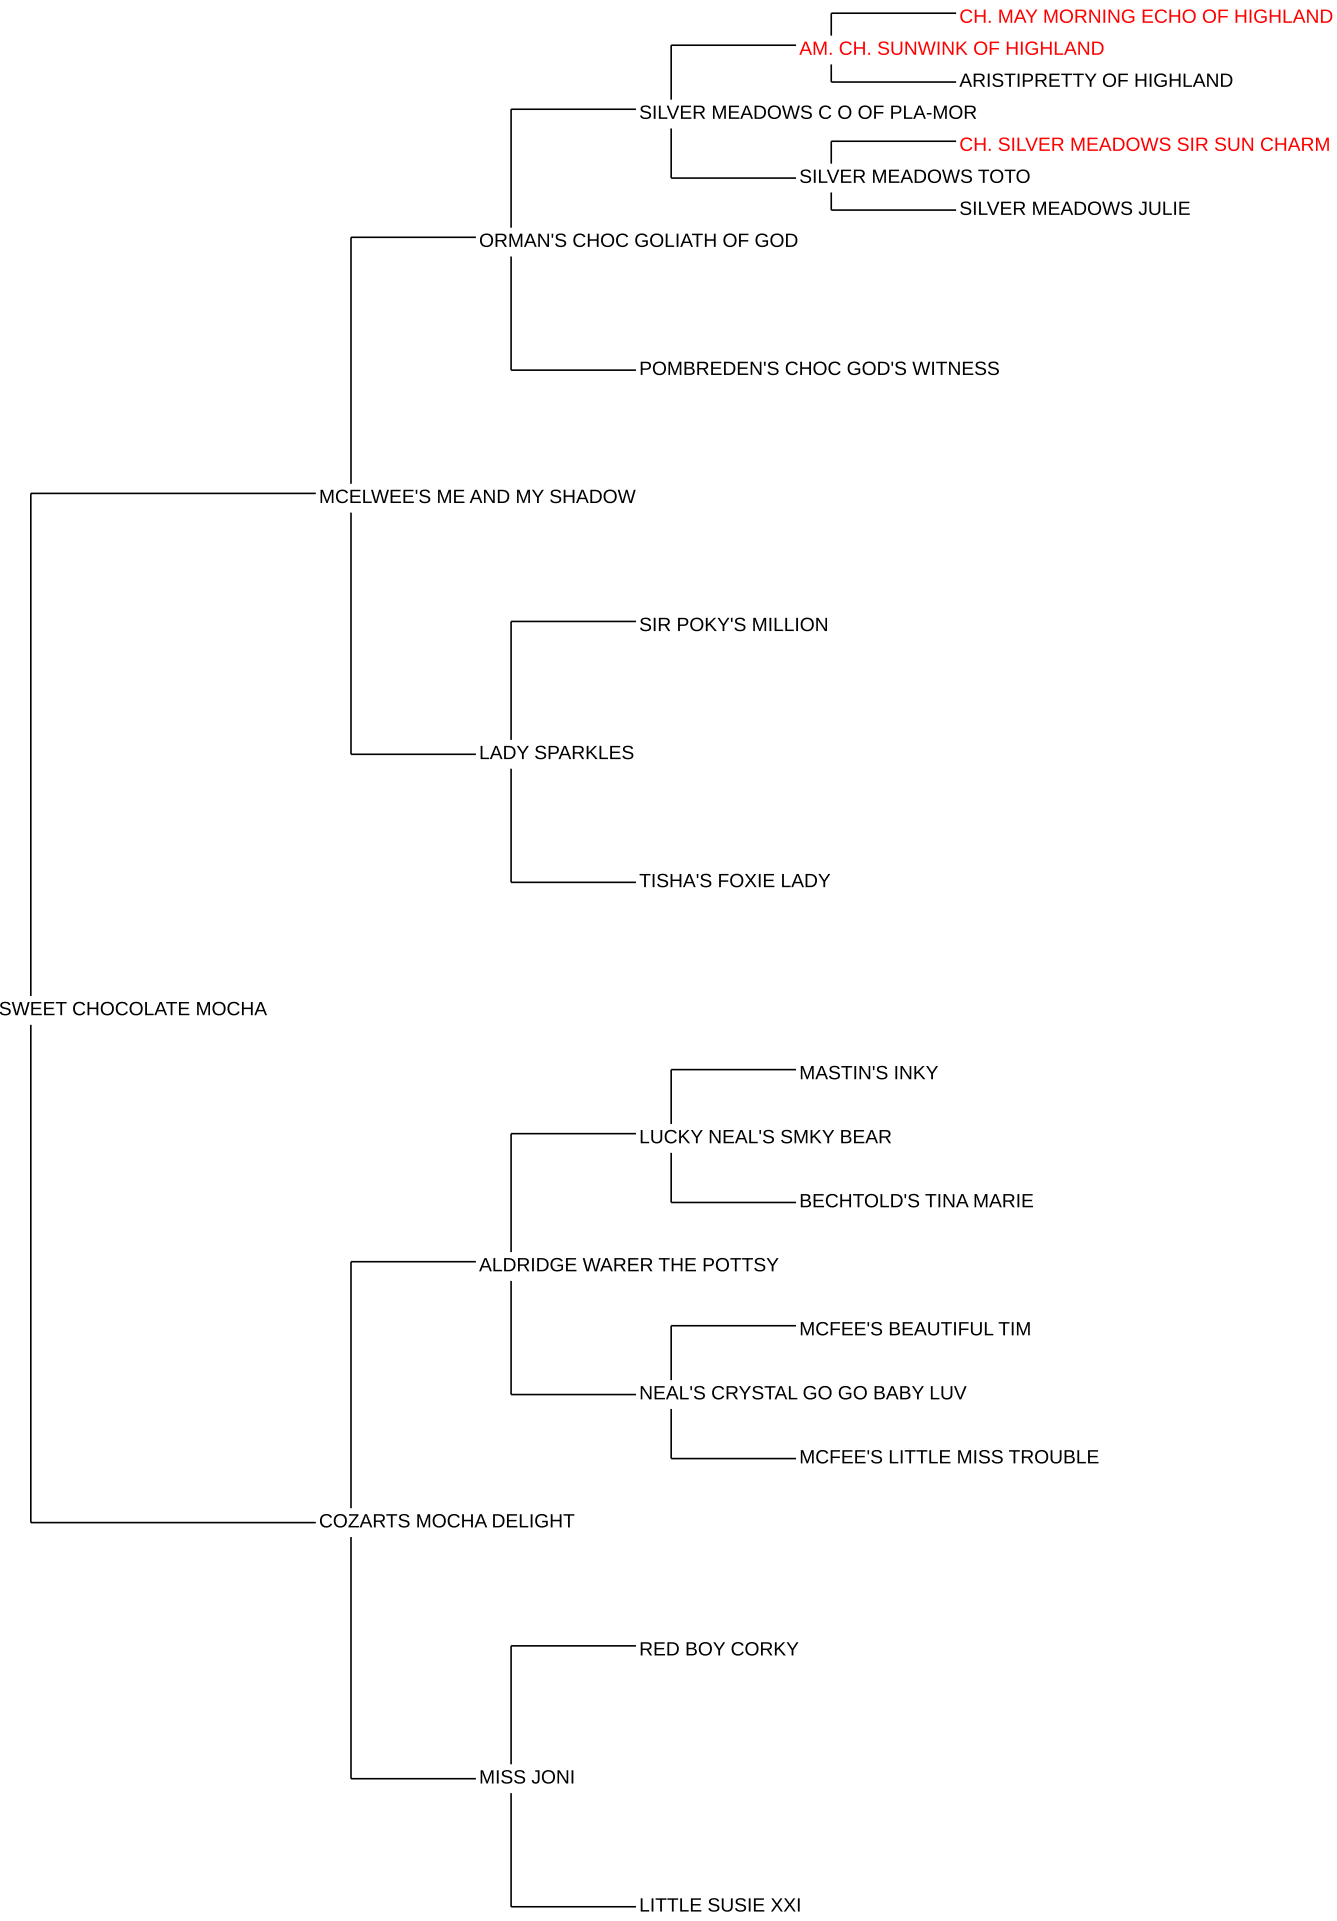 CH. MAY MORNING ECHO OF HIGHLAND
AM. CH. SUNWINK OF HIGHLAND
ARISTIPRETTY OF HIGHLAND
SILVER MEADOWS C O OF PLA-MOR
CH. SILVER MEADOWS SIR SUN CHARM
SILVER MEADOWS TOTO
SILVER MEADOWS JULIE
ORMAN'S CHOC GOLIATH OF GOD
POMBREDEN'S CHOC GOD'S WITNESS
MCELWEE'S ME AND MY SHADOW
SIR POKY'S MILLION
LADY SPARKLES
TISHA'S FOXIE LADY
SWEET CHOCOLATE MOCHA
MASTIN'S INKY
LUCKY NEAL'S SMKY BEAR
BECHTOLD'S TINA MARIE
ALDRIDGE WARER THE POTTSY
MCFEE'S BEAUTIFUL TIM
NEAL'S CRYSTAL GO GO BABY LUV
MCFEE'S LITTLE MISS TROUBLE
COZARTS MOCHA DELIGHT
RED BOY CORKY
MISS JONI
LITTLE SUSIE XXI